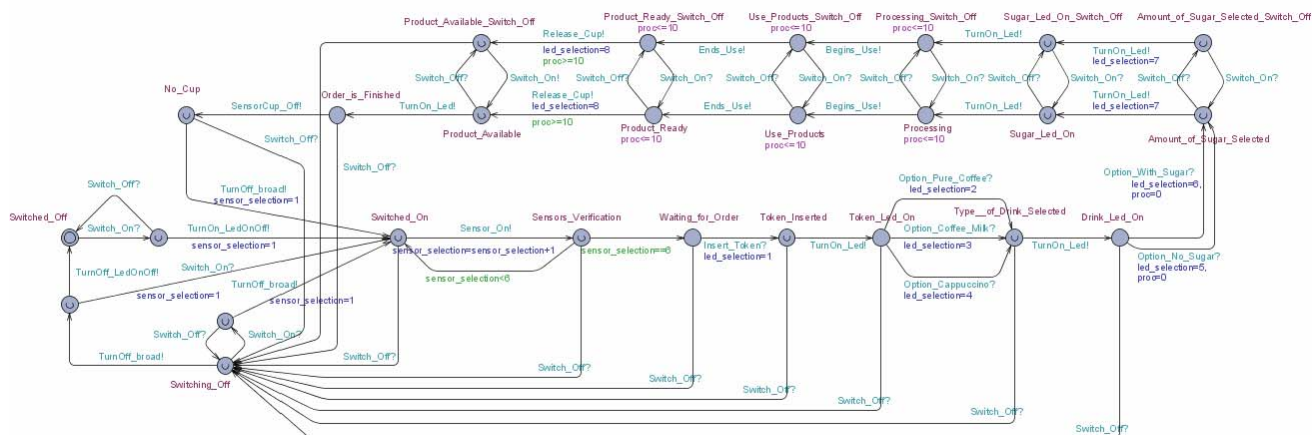 Product_Available_Switch_Off
Product_Ready_Switch_Off
proc<=10
Use_Products_Switch_Off
proc<=10
Processing_Switch_Off
proc<=10
Sugar_Led_On_Switch_Off
Amount_of_Sugar_Selected_Switch_Off
Release_Cup!
led_selection=8
proc>=10
Ends_Use!
Begins_Use!
TurnOn_Led!
TurnOn_Led!
led_selection=7
Switch_Off?
Switch_On?
Switch_Off?
Switch_On?
Switch_Off?
Switch_On?
Switch_Off?
Switch_On?
Switch_Off?
Switch_On?
Switch_Off?
Switch_On?
No_Cup
SensorCup_Off!
Order_is_Finished
TurnOn_Led!
Release_Cup!
led_selection=8
proc>=10
Ends_Use!
Begins_Use!
TurnOn_Led!
TurnOn_Led!
led_selection=7
Product_Available
Product_Ready
proc<=10
Use_Products
proc<=10
Processing
proc<=10
Sugar_Led_On
Amount_of_Sugar_Selected
Switch_Off?
Switch_Off?
Switch_Off?
TurnOff_broad!
sensor_selection=1
Option_Pure_Coffee?
led_selection=2
Option_With_Sugar?
led_selection=6,
proc=0
Switched_Off
Switch_On?
TurnOn_LedOnOff!
sensor_selection=1
Switched_On
Sensor_On!
sensor_selection=sensor_selection+1
Sensors_Verification
sensor_selection==6
sensor_selection<6
Waiting_for_Order
Insert_Token?
led_selection=1
Token_Inserted
TurnOn_Led!
Token_Led_On
Type__of_Drink_Selected
Option_Coffee_Milk?
led_selection=3
TurnOn_Led!
Drink_Led_On
Option_No_Sugar?
led_selection=5,
proc=0
Option_Cappuccino?
led_selection=4
TurnOff_LedOnOff!
Switch_On?
sensor_selection=1
TurnOff_broad!
sensor_selection=1
Switch_Off?
Switch_On?
TurnOff_broad!
Switching_Off
Switch_Off?
Switch_Off?
Switch_Off?
Switch_Off?
Switch_Off?
Switch_Off?
Switch_Off?